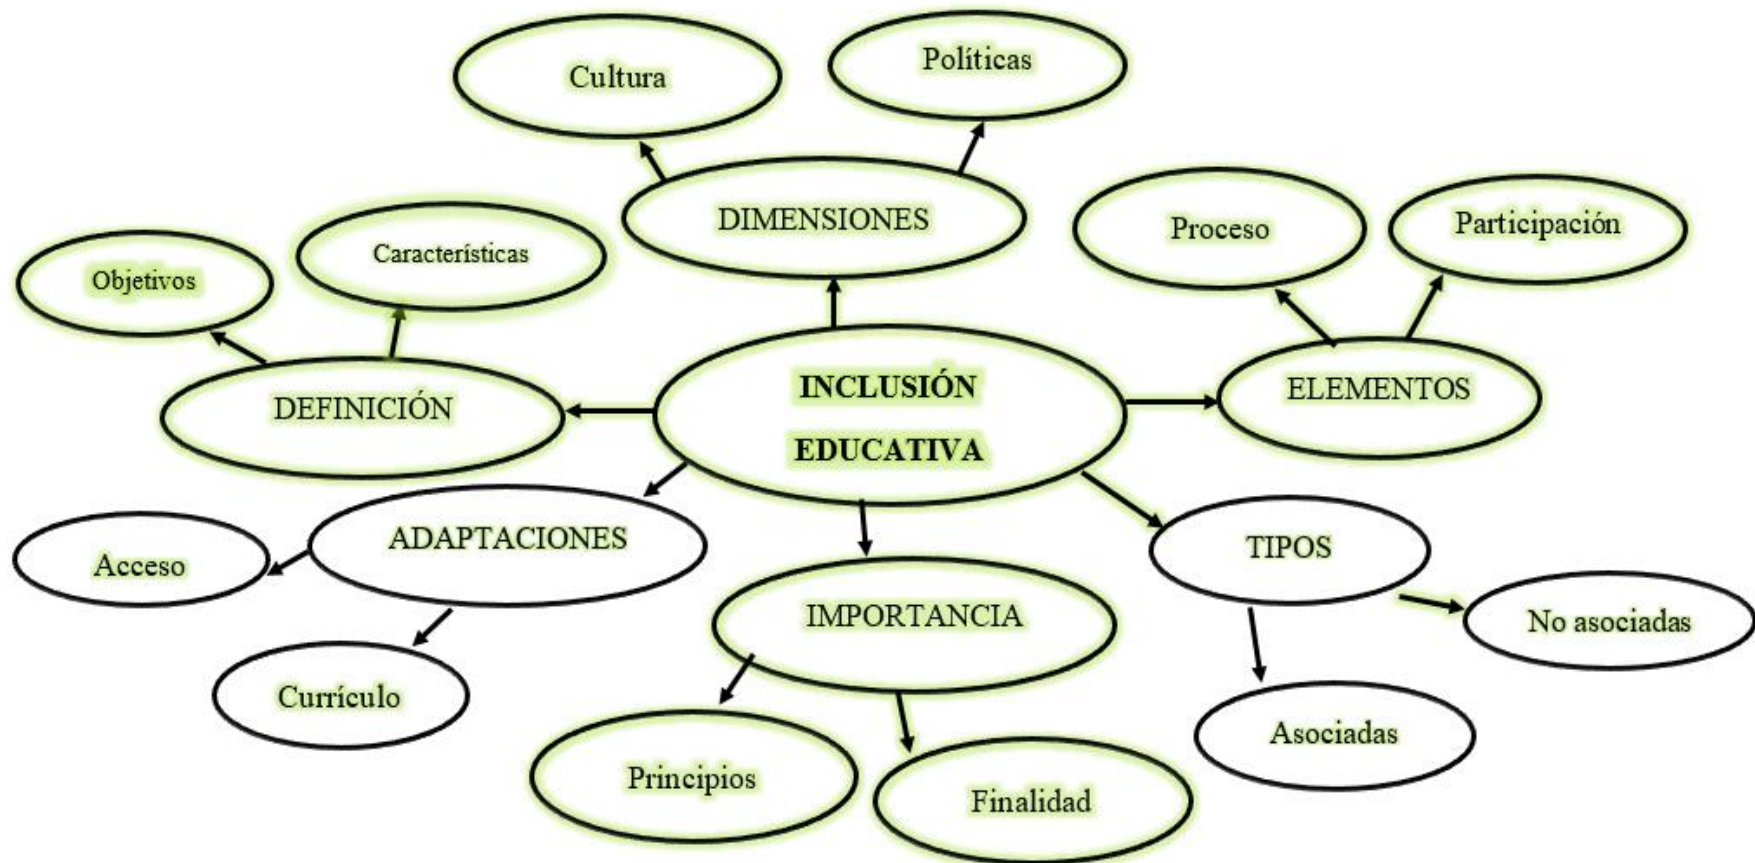 Cultura
Políticas
DIMENSIONES
Proceso
Participación
Objetivos
Característísticas
DEFINICIÓN
INCLUSIÓN
EDUCATIVA
ELEMENTOS
ADAPTACIONES
Acceso
Currículo
IMPORTANCIA
Principios
Finalidad
TIPOS
No asociadas
Asociadas